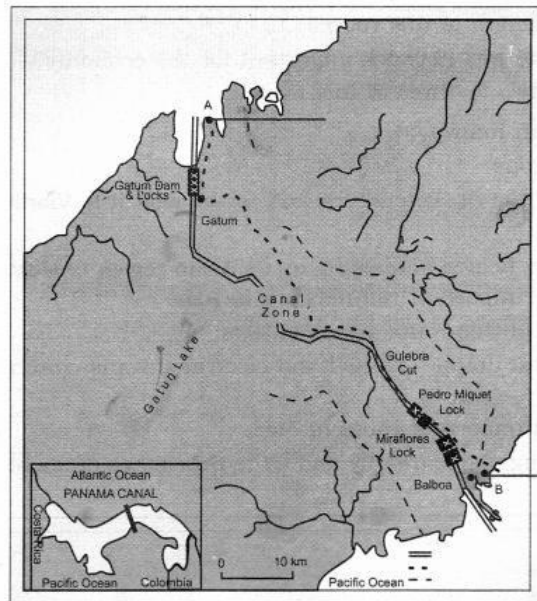 A
Gatum Dam
& Locks
Gatum
Canal
Zone
Gatun Lake
Gulebra
Cut
Pedro Miquet
Lock
Miraflores
Lock
Balboa
B
Atlantic Ocean
PANAMA CANAL
Costa Rica
Pacific Ocean
Colombia
0 10 km
Pacific Ocean